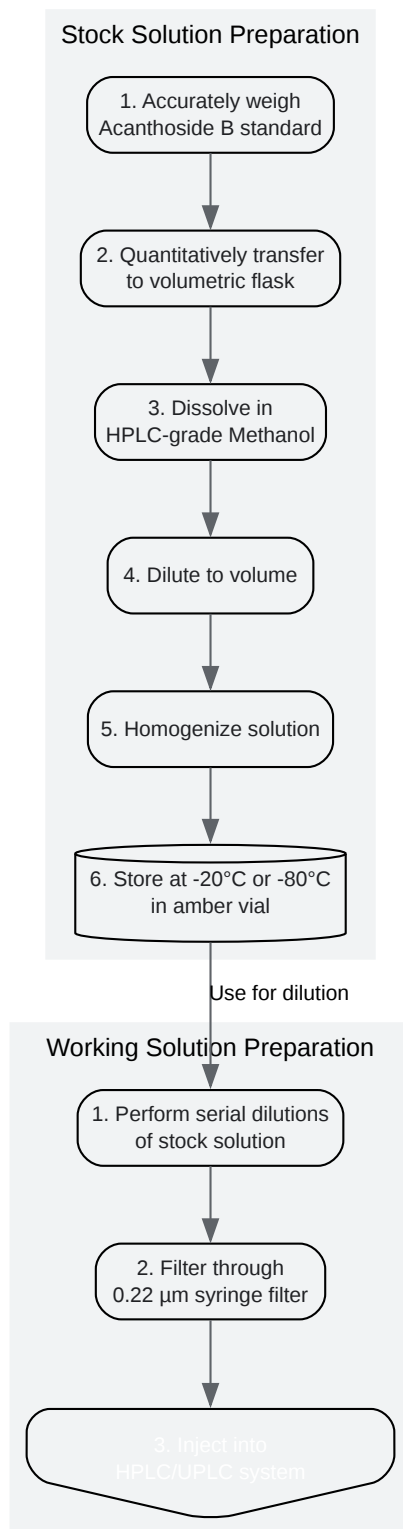 Stock Solution Preparation
1. Accurately weigh
Acanthoside B standard
2. Quantitatively transfer
to volumetric flask
3. Dissolve in
HPLC-grade Methanol
4. Dilute to volume
5. Homogenize solution
6. Store at -20°C or -80°C
in amber vial
Use for dilution
Working Solution Preparation
1. Perform serial dilutions
of stock solution
2. Filter through
0.22 µm syringe filter
3. Inject into
HPLC/UPLC system